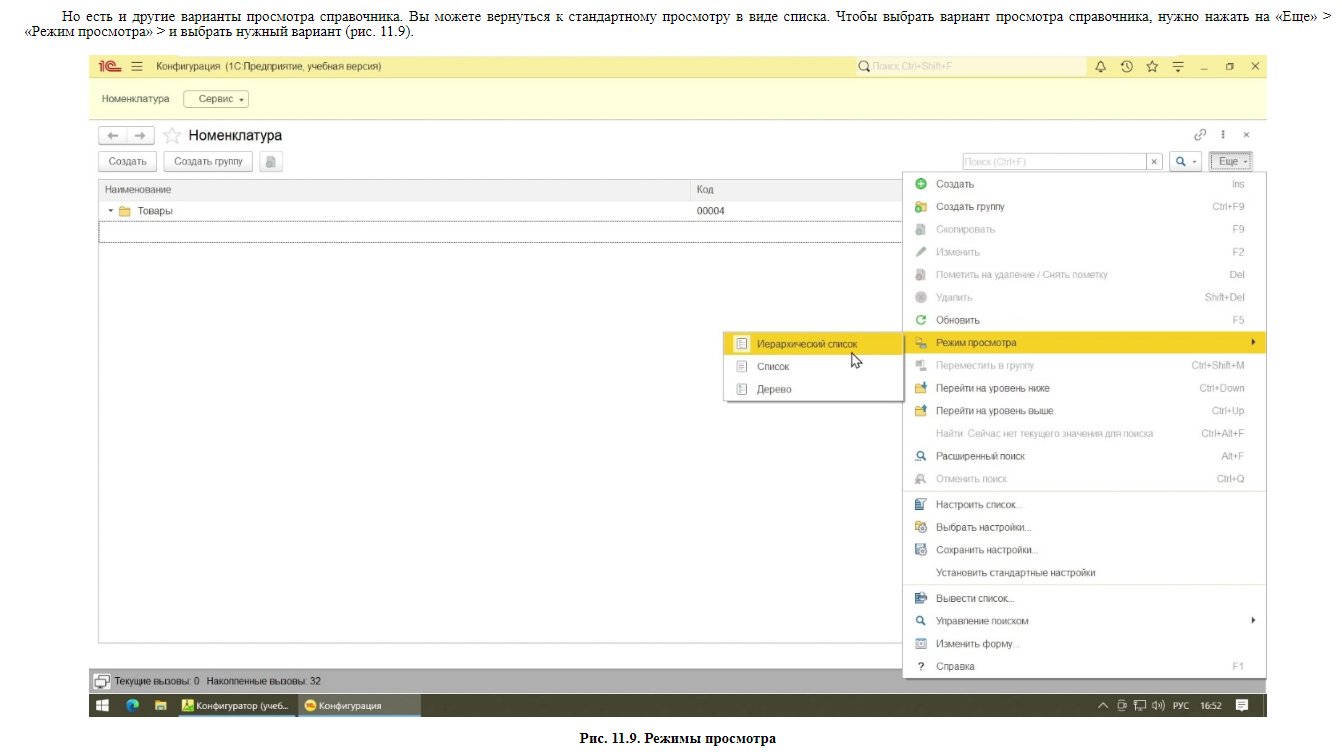 Но есть и другие варианты просмотра справочника. Вы можете вернуться к стандартному просмотру в виде списка. Чтобы выбрать вариант просмотра справочника, нужно нажать на «Еще» >
«Режим просмотра» > и выбрать нужный вариант (рис. 11.9).
1С Конфигурация (1С:Предприятие, учебная версия) Поиск Ctrl+Shift+F
Номенклатура Сервис
Номенклатура
Создать Создать группу Поиск (Ctrl+F) × Еще
Наименование Код
Товары 00004
Создать Ins
Создать группу Ctrl+F9
Скопировать F9
Изменить F2
Пометить на удаление / Снять пометку Del
Удалить Shift+Del
Обновить F5
Режим просмотра
Иерархический список
Список
Дерево
Переместить в группу Ctrl+Shift+M
Перейти на уровень ниже Ctrl+Down
Перейти на уровень выше Ctrl+Up
Найти: Сейчас нет текущего значения для поиска Ctrl+Alt+F
Расширенный поиск Alt+F
Отменить поиск Ctrl+Q
Настроить список...
Выбрать настройки...
Сохранить настройки...
Установить стандартные настройки
Вывести список...
Управление поиском
Изменить форму...
? Справка F1
Текущие вызовы: 0 Накопленные вызовы: 32
Конфигуратор (учеб... Конфигурация РУС 16:52
Рис. 11.9. Режимы просмотра